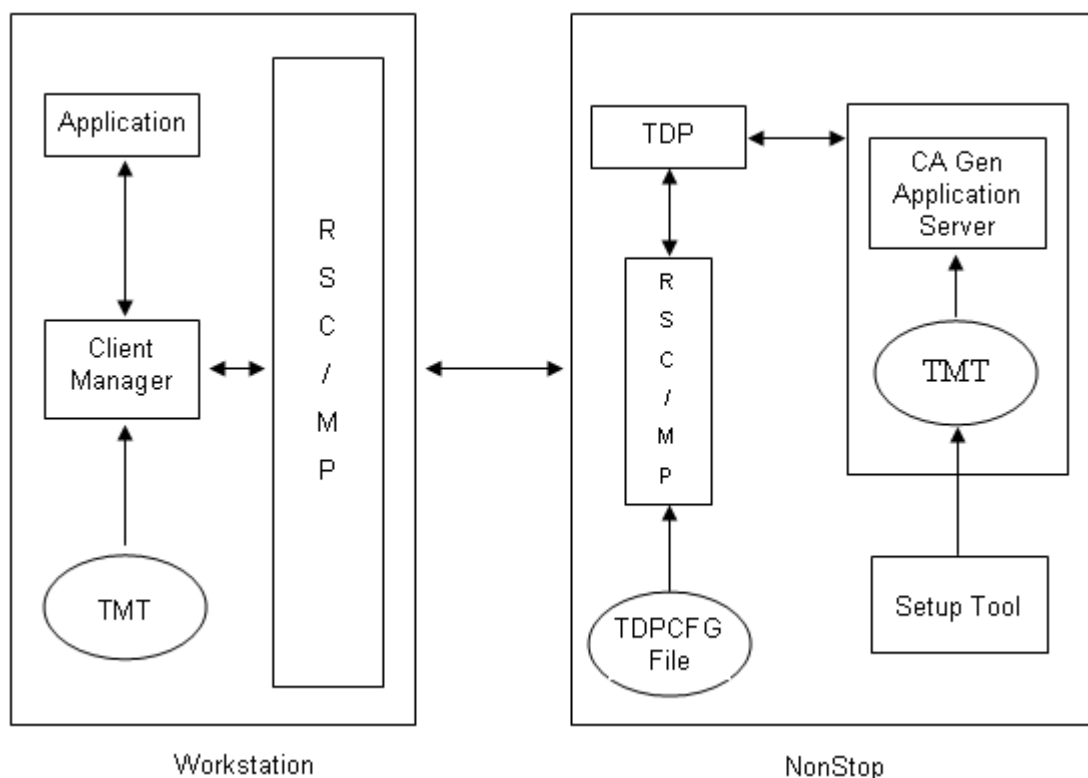 Application
Client
Manager
TMT
R
S
C
/
M
P
Workstation
TDP
R
S
C
/
M
P
TDPCFG
File
CA Gen
Application
Server
TMT
Setup Tool
NonStop